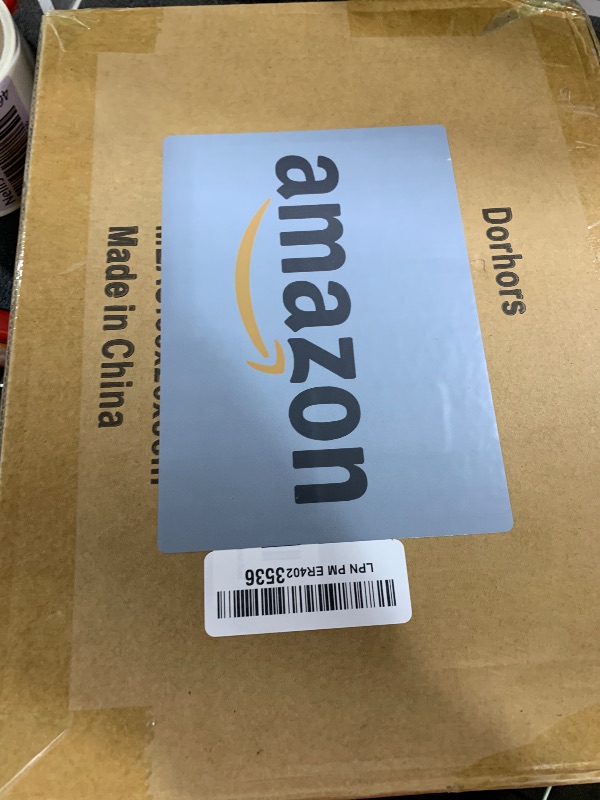 Dorhors
amazon
Made in China
LPN PM ER4023536